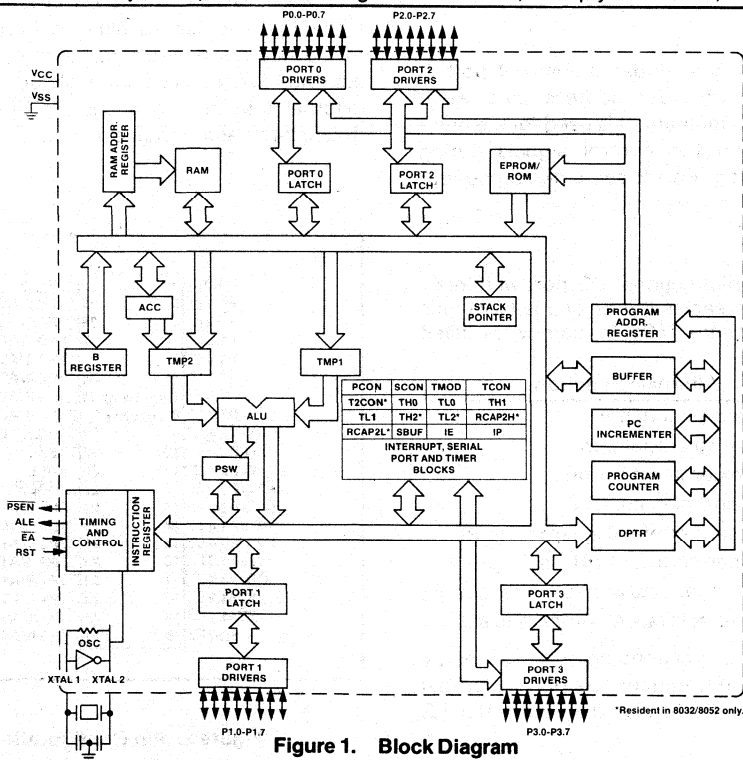 P0.0-P0.7
P2.0-P2.7
VCC
VSS
PORT 0
DRIVERS
PORT 2
DRIVERS
RAM ADDR.
REGISTER
RAM
PORT 0
LATCH
PORT 2
LATCH
EPROM/
ROM
ACC
STACK
POINTER
PROGRAM
ADDR.
REGISTER
B
REGISTER
TMP2
TMP1
BUFFER
ALU
PCON SCON TMOD TCON
T2CON* TH0 TL0 TH1
TL1 TH2* TL2* RCAP2H*
RCAP2L* SBUF IE IP
INTERRUPT, SERIAL
PORT AND TIMER
BLOCKS
PC
INCREMENTER
PSW
PROGRAM
COUNTER
PSEN
ALE
EA
RST
TIMING
AND
CONTROL
INSTRUCTION
REGISTER
DPTR
PORT 1
LATCH
PORT 3
LATCH
OSC
XTAL 1 XTAL 2
PORT 1
DRIVERS
PORT 3
DRIVERS
*Resident in 8032/8052 only.
P1.0-P1.7
P3.0-P3.7
Figure 1. Block Diagram